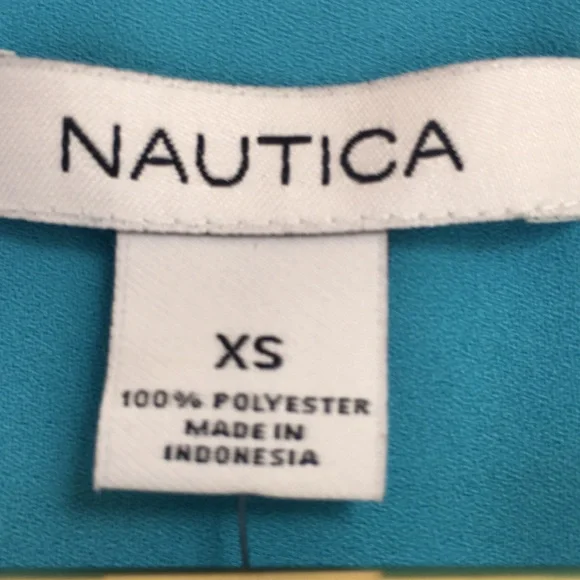 NAUTICA
XS
100% POLYESTER
MADE IN
INDONESIA